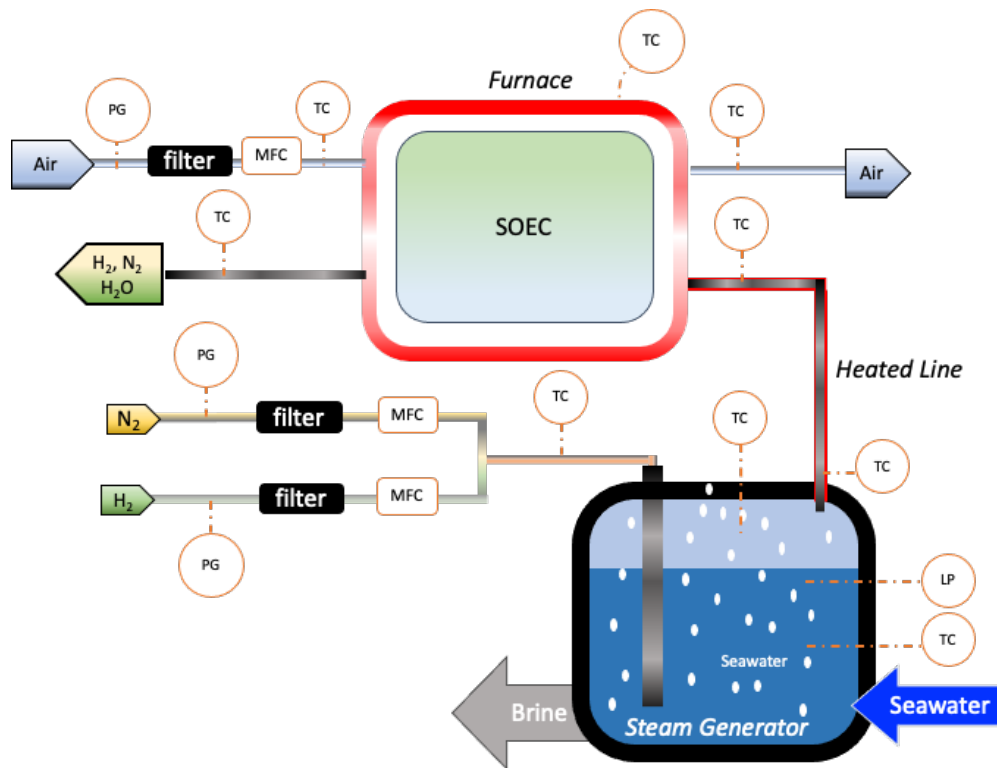 TC
Furnace
PG
TC
TC
Air
filter
MFC
Air
TC
SOEC
TC
H₂, N₂
H₂O
PG
Heated Line
TC
TC
N₂
filter
MFC
TC
H₂
filter
MFC
PG
LP
TC
Seawater
Brine
Steam Generator
Seawater